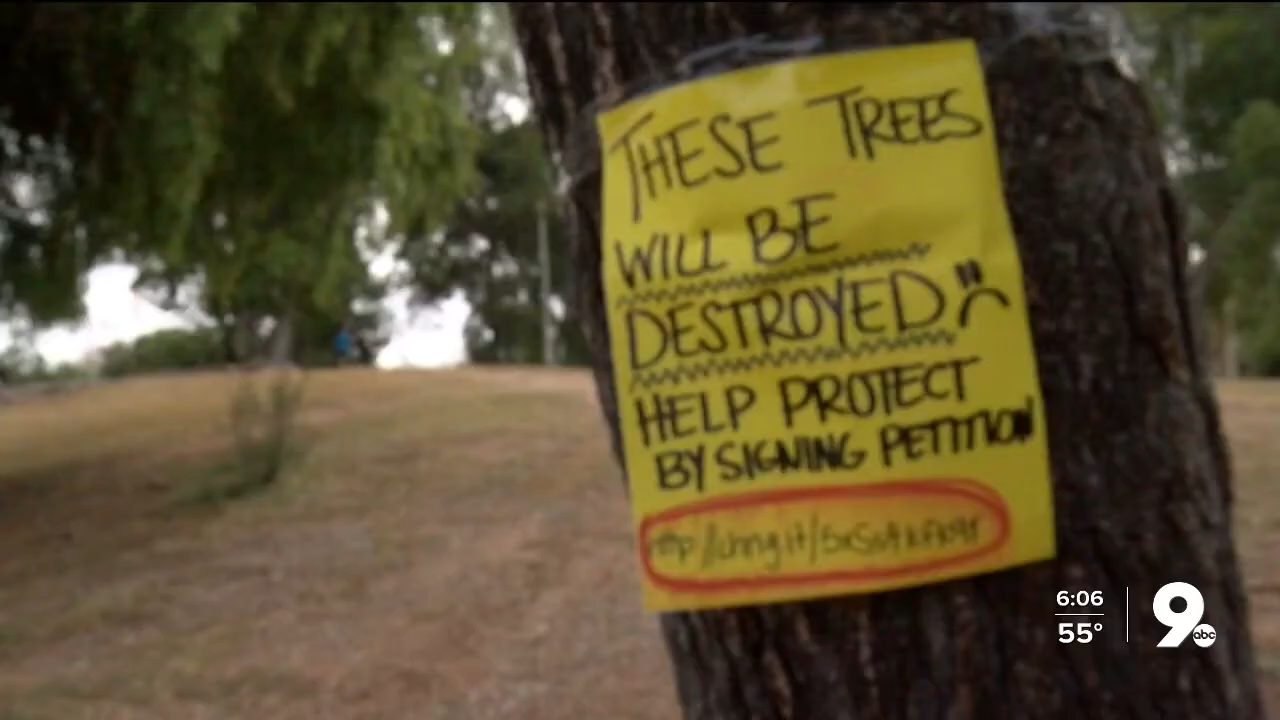 THESE TREES
WILL BE
DESTROYED
HELP PROTECT
BY SIGNING PETITION
6:06
55°
9
abc